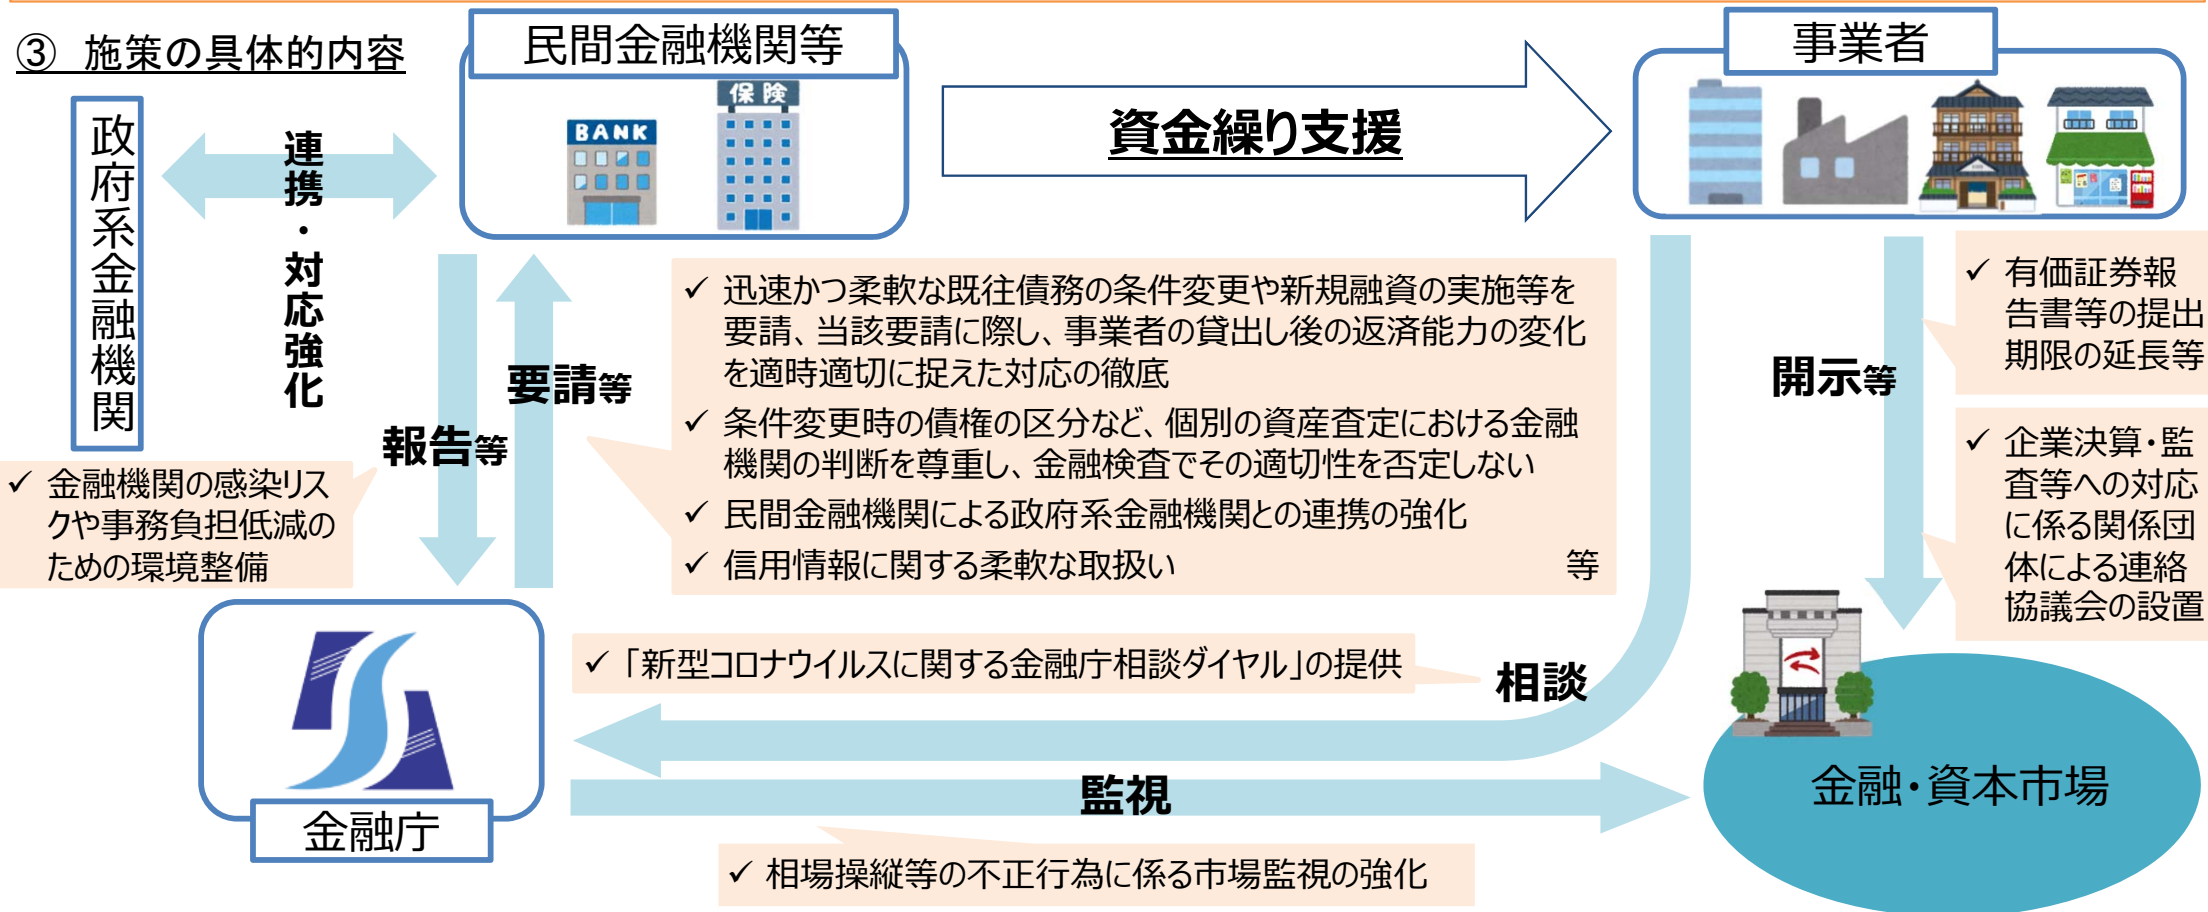 ③ 施策の具体的内容
民間金融機関等
事業者
政府系金融機関
連携・対応強化
BANK
保険
資金繰り支援
報告等
要請等
✓ 金融機関の感染リス
クや事務負担低減の
ための環境整備
✓ 迅速かつ柔軟な既往債務の条件変更や新規融資の実施等を
要請、当該要請に際し、事業者の貸出し後の返済能力の変化
を適時適切に捉えた対応の徹底
✓ 条件変更時の債権の区分など、個別の資産査定における金融
機関の判断を尊重し、金融検査でその適切性を否定しない
✓ 民間金融機関による政府系金融機関との連携の強化
✓ 信用情報に関する柔軟な取扱い 等
開示等
✓ 有価証券報
告書等の提出
期限の延長等
✓ 企業決算・監
査等への対応
に係る関係団
体による連絡
協議会の設置
✓ 「新型コロナウイルスに関する金融庁相談ダイヤル」の提供
相談
金融庁
監視
✓ 相場操縦等の不正行為に係る市場監視の強化
金融・資本市場